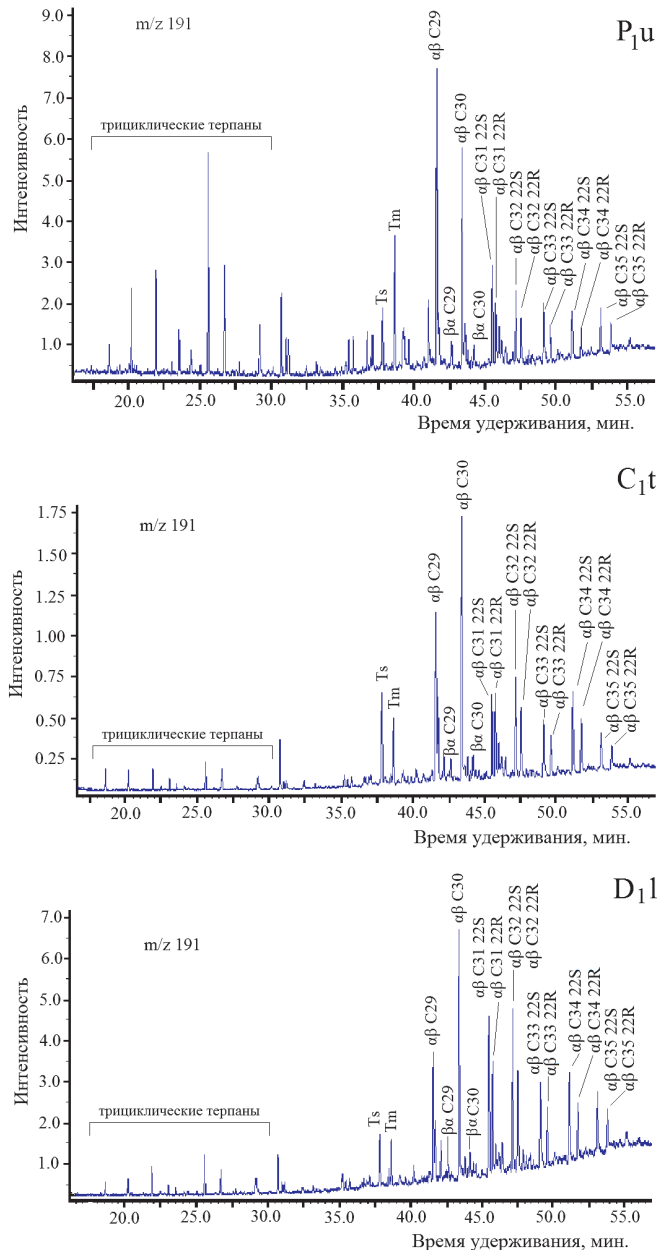 9.0
m/z 191
P₁u
αβ C29
8.0
7.0
αβ C30
αβ C31 22S
αβ C31 22R
трициклические терпаны
6.0
Интенсивность
5.0
αβ C32 22S
αβ C32 22R
αβ C33 22S
αβ C33 22R
αβ C34 22S
αβ C34 22R
αβ C35 22S
αβ C35 22R
4.0
Tm
3.0
Ts
βα C29
βα C30
2.0
1.0
20.0 25.0 30.0 35.0 40.0 45.0 50.0 55.0
Время удерживания, мин.
C₁t
αβ C30
1.75
m/z 191
1.50
αβ C29
αβ C32 22S
αβ C32 22R
Интенсивность
1.25
αβ C31 22S
αβ C31 22R
αβ C34 22S
αβ C34 22R
1.00
αβ C33 22S
αβ C33 22R
αβ C35 22S
αβ C35 22R
0.75
Ts
Tm
0.50
трициклические терпаны
βα C29
βα C30
0.25
20.0 25.0 30.0 35.0 40.0 45.0 50.0 55.0
Время удерживания, мин.
D₁l
αβ C30
7.0
m/z 191
αβ C31 22S
αβ C31 22R
αβ C32 22S
αβ C32 22R
6.0
5.0
αβ C29
αβ C33 22S
αβ C33 22R
αβ C34 22S
αβ C34 22R
αβ C35 22S
αβ C35 22R
Интенсивность
4.0
3.0
βα C29
βα C30
2.0
Ts
Tm
трициклические терпаны
1.0
20.0 25.0 30.0 35.0 40.0 45.0 50.0 55.0
Время удерживания, мин.